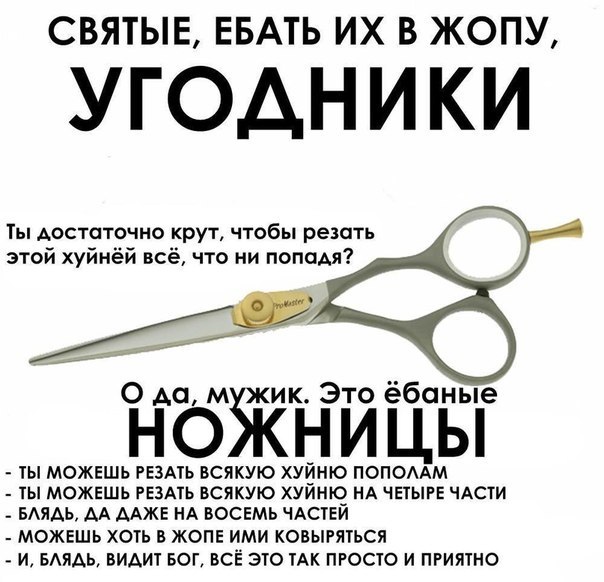 СВЯТЫЕ, ЕБАТЬ ИХ В ЖОПУ,
УГОДНИКИ
Ты достаточно крут, чтобы резать
этой хуйнёй всё, что ни попадя?
ProMaster
О да, мужик. Это ёбаные
НОЖНИЦЫ
- ТЫ МОЖЕШЬ РЕЗАТЬ ВСЯКУЮ ХУЙНЮ ПОПОЛАМ
- ТЫ МОЖЕШЬ РЕЗАТЬ ВСЯКУЮ ХУЙНЮ НА ЧЕТЫРЕ ЧАСТИ
- БЛЯДЬ, ДА ДАЖЕ НА ВОСЕМЬ ЧАСТЕЙ
- МОЖЕШЬ ХОТЬ В ЖОПЕ ИМИ КОВЫРЯТЬСЯ
- И, БЛЯДЬ, ВИДИТ БОГ, ВСЁ ЭТО ТАК ПРОСТО И ПРИЯТНО